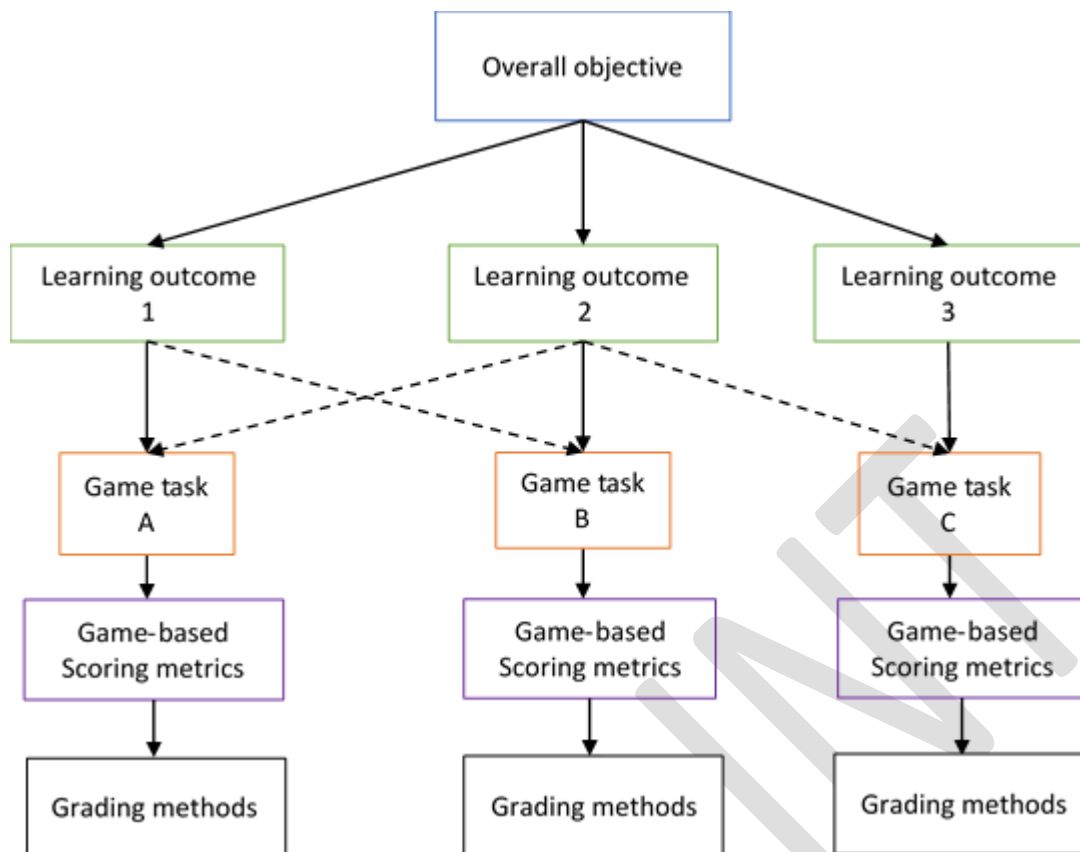 Overall objective
Learning outcome
1
Learning outcome
2
Learning outcome
3
Game task
A
Game task
B
Game task
C
Game-based
Scoring metrics
Game-based
Scoring metrics
Game-based
Scoring metrics
Grading methods
Grading methods
Grading methods
INT